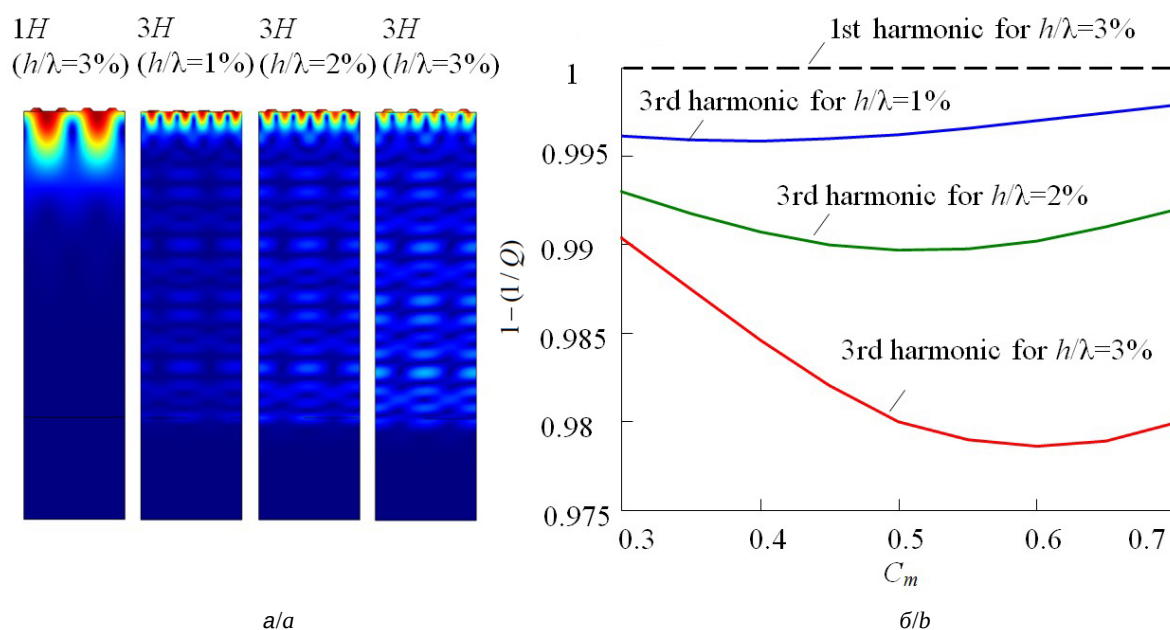 1H
(h/λ=3%)
3H
(h/λ=1%)
3H
(h/λ=2%)
3H
(h/λ=3%)
1st harmonic for h/λ=3%
3rd harmonic for h/λ=1%
3rd harmonic for h/λ=2%
3rd harmonic for h/λ=3%
1−(1/Q)
1
0.995
0.99
0.985
0.98
0.975
0.3
0.4
0.5
0.6
0.7
Cm
а/a
б/b